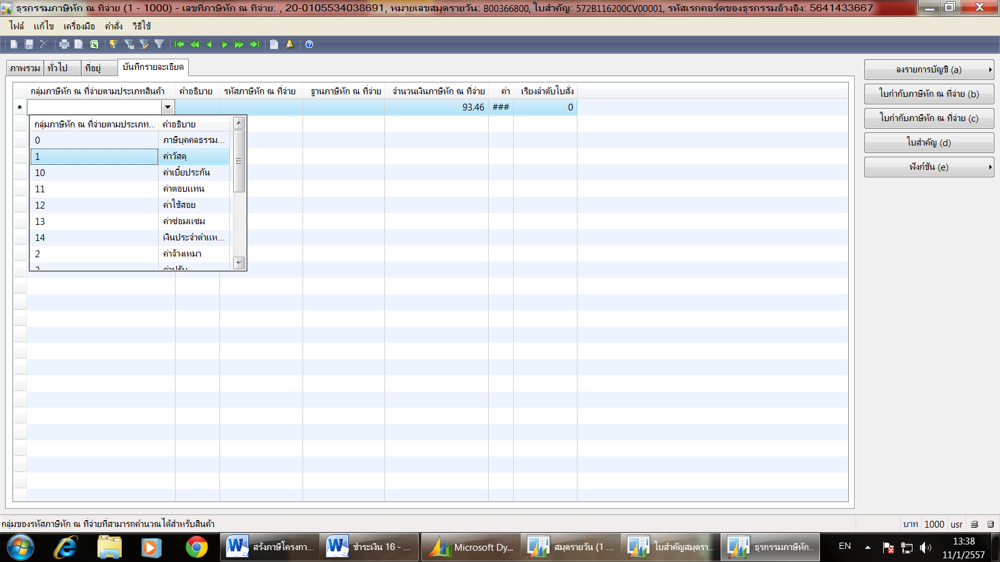 ธุรกรรมภาษีหัก ณ ที่จ่าย (1 - 1000) - เลขที่ภาษีหัก ณ ที่จ่าย: , 20-0105534038691, หมายเลขสมุดรายวัน: B00366800, ใบสำคัญ: 572B116200CV00001, รหัสเรกคอร์ดของธุรกรรมอ้างอิง: 5641433667
ไฟล์ แก้ไข เครื่องมือ คำสั่ง วิธีใช้
ภาพรวม ทั่วไป ที่อยู่ บันทึกรายละเอียด
กลุ่มภาษีหัก ณ ที่จ่ายตามประเภทสินค้า คำอธิบาย รหัสภาษีหัก ณ ที่จ่าย ฐานภาษีหัก ณ ที่จ่าย จำนวนเงินภาษีหัก ณ ที่จ่าย ค่า เรียงลำดับใบสั่ง
* 93.46 ### 0
กลุ่มภาษีหัก ณ ที่จ่ายตามประเภท... คำอธิบาย
0 ภาษีบุคคลธรรม...
1 ค่าวัสดุ
10 ค่าเบี้ยประกัน
11 ค่าตอบแทน
12 ค่าใช้สอย
13 ค่าซ่อมแซม
14 เงินประจำตำแห...
2 ค่าจ้างเหมา
3 ค่าปรับ
ลงรายการบัญชี (a)
ใบกำกับภาษีหัก ณ ที่จ่าย (b)
ใบกำกับภาษีหัก ณ ที่จ่าย (c)
ใบสำคัญ (d)
ฟังก์ชัน (e)
กลุ่มของรหัสภาษีหัก ณ ที่จ่ายที่สามารถคำนวณได้สำหรับสินค้า
บาท 1000 usr
สร้งภาษีโครงกา... ชำระเงิน 16 - ... Microsoft Dy... สมุดรายวัน (1 ... ใบสำคัญสมุดรา... ธุรกรรมภาษีหัก... EN
13:38
11/1/2557